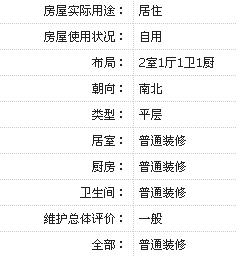 房屋实际用途： 居住
房屋使用状况： 自用
布局： 2室1厅1卫1厨
朝向： 南北
类型： 平层
居室： 普通装修
厨房： 普通装修
卫生间： 普通装修
维护总体评价： 一般
全部： 普通装修